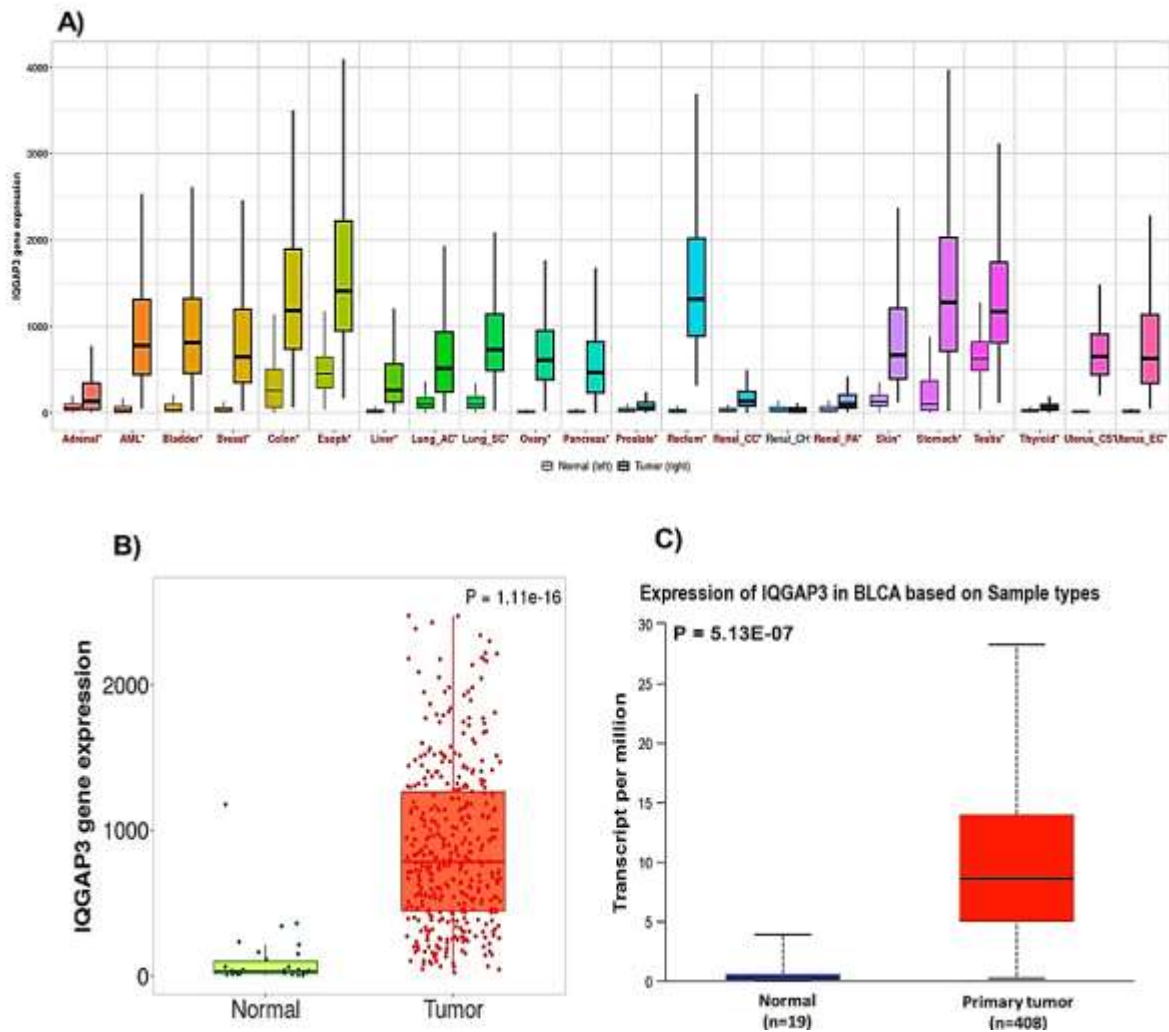 A)
IQGAP3 gene expression
4000
3000
2000
1000
0
Adrenal* AML* Bladder* Breast* Colon* Esoph* Liver* Lung_AC* Lung_SC* Ovary* Pancreas* Prostate* Rectum* Renal_CC* Renal_CH Renal_PA* Skin* Stomach* Testis* Thyroid* Uterus_CS* Uterus_EC*
Normal (left) Tumor (right)
B)
P = 1.11e-16
IQGAP3 gene expression
2000
1000
0
Normal Tumor
C)
Expression of IQGAP3 in BLCA based on Sample types
P = 5.13E-07
Transcript per million
30
25
20
15
10
5
0
Normal Primary tumor
(n=19) (n=408)